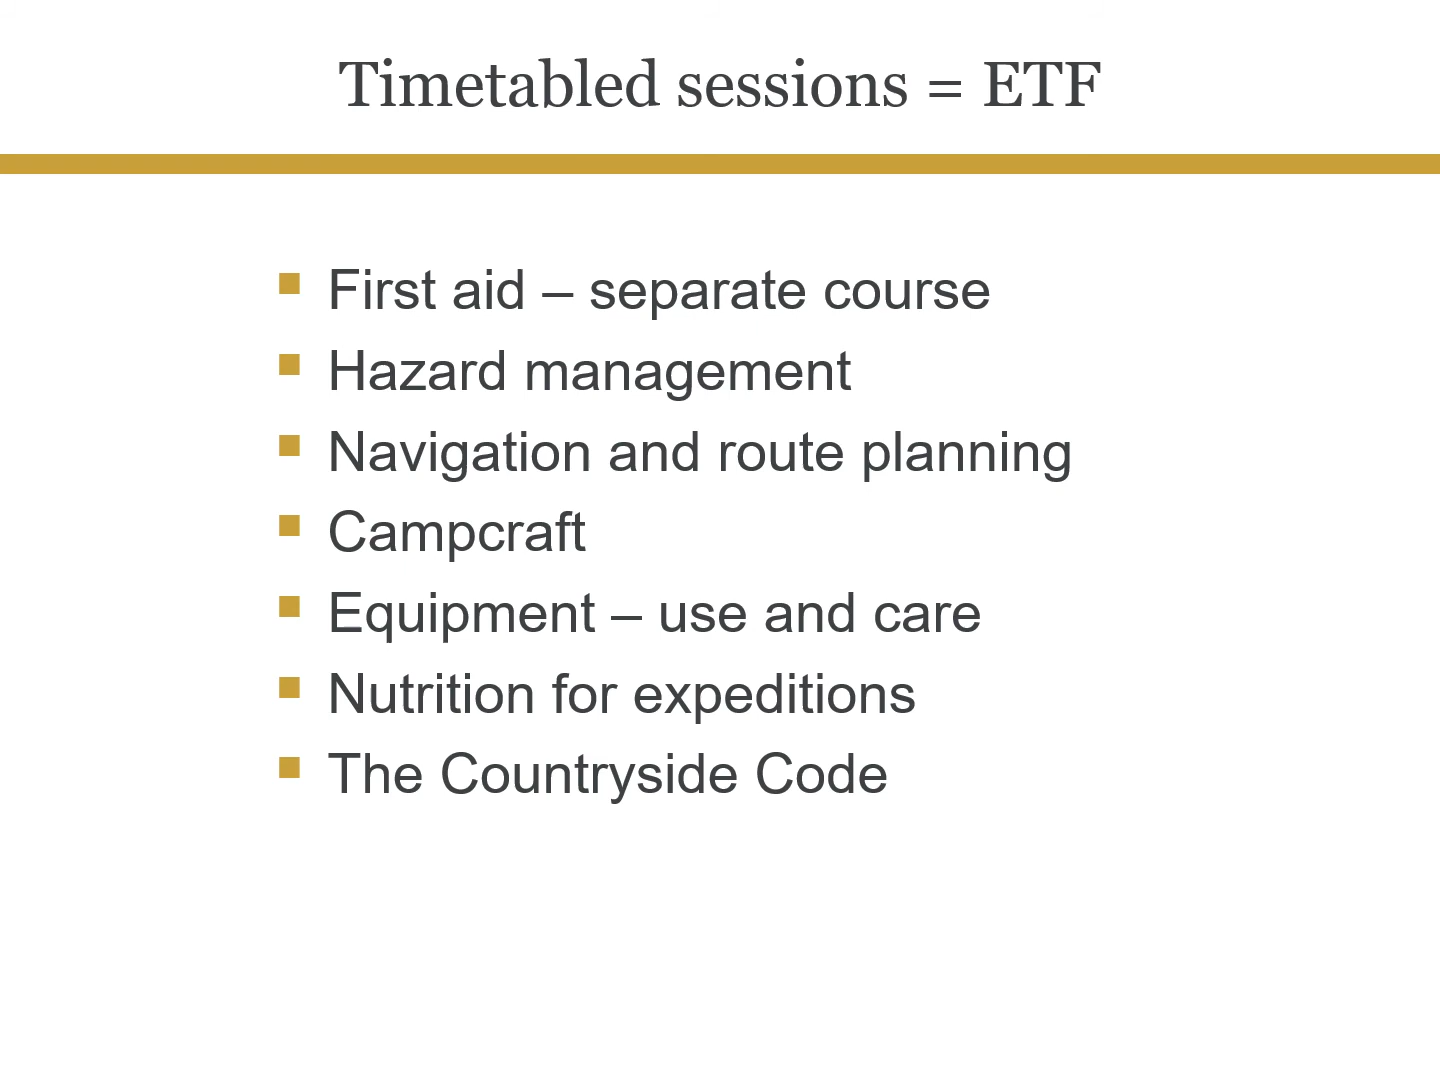 Timetabled sessions = ETF
First aid – separate course
Hazard management
Navigation and route planning
Campcraft
Equipment – use and care
Nutrition for expeditions
The Countryside Code